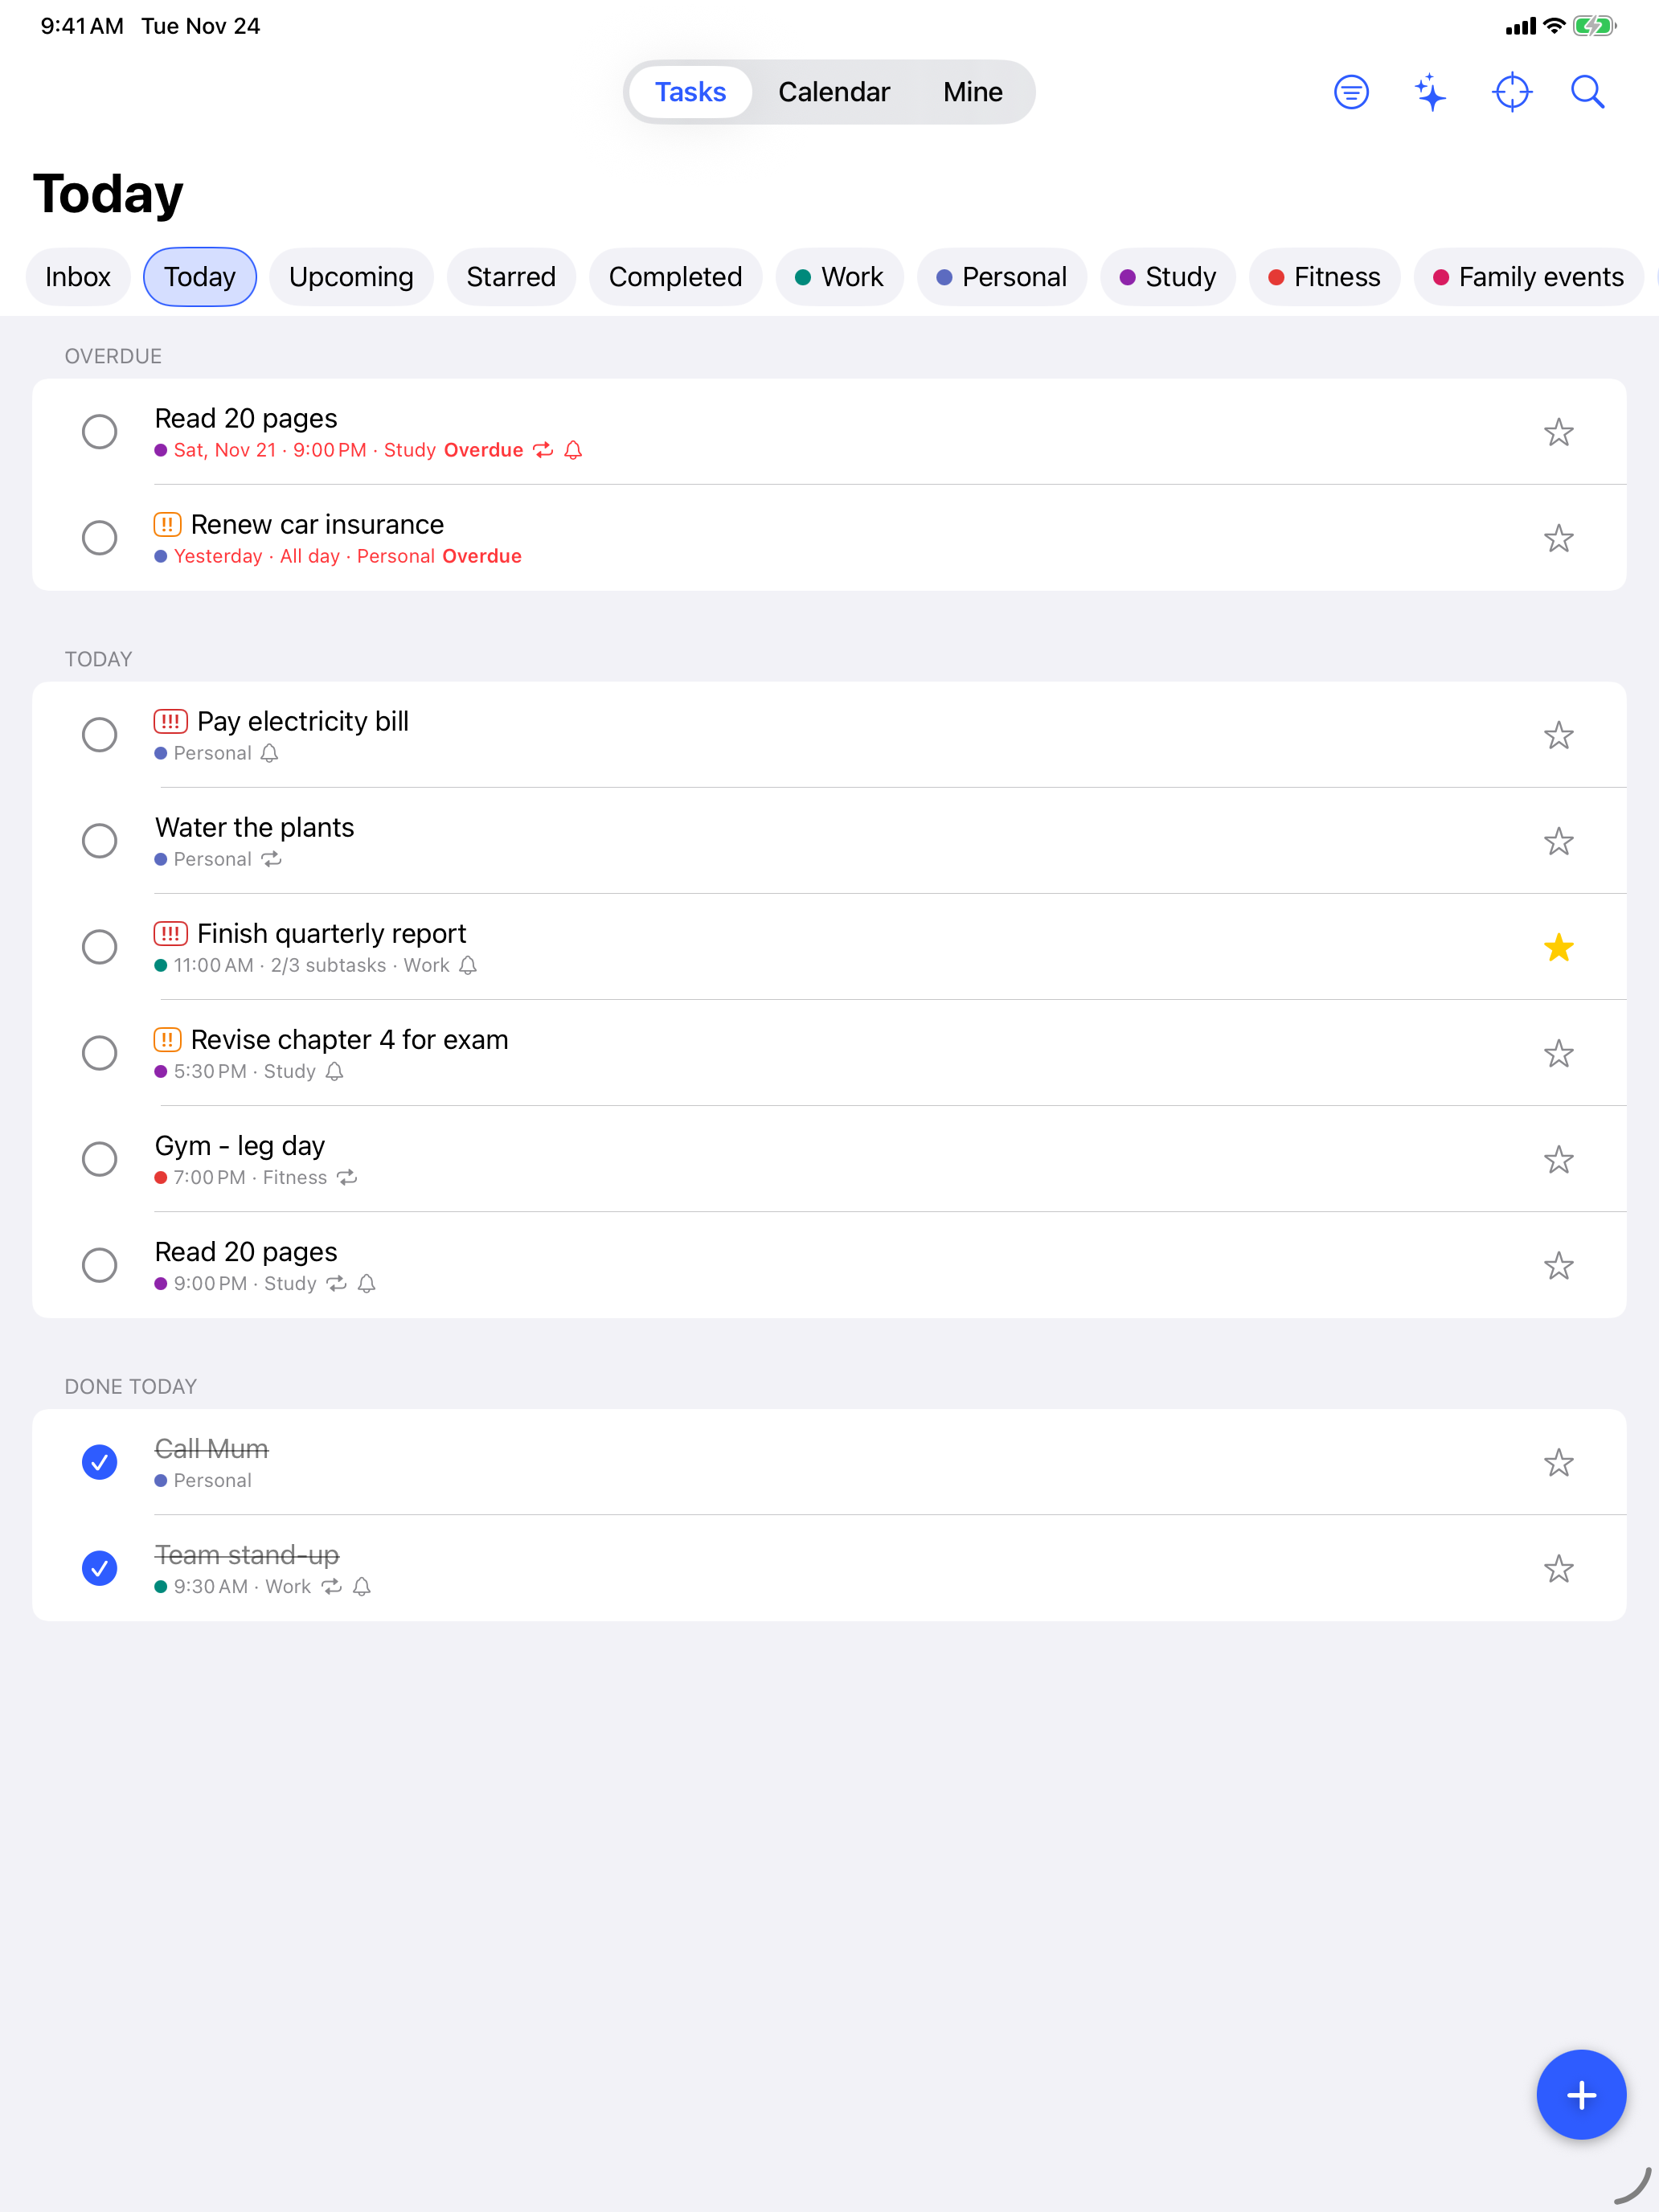 9:41 AM Tue Nov 24
Tasks Calendar Mine
Today
Inbox Today Upcoming Starred Completed Work Personal Study Fitness Family events
OVERDUE
Read 20 pages
Sat, Nov 21 · 9:00 PM · Study Overdue
!! Renew car insurance
Yesterday · All day · Personal Overdue
TODAY
!!! Pay electricity bill
Personal
Water the plants
Personal
!!! Finish quarterly report
11:00 AM · 2/3 subtasks · Work
!! Revise chapter 4 for exam
5:30 PM · Study
Gym - leg day
7:00 PM · Fitness
Read 20 pages
9:00 PM · Study
DONE TODAY
Call Mum
Personal
Team stand-up
9:30 AM · Work